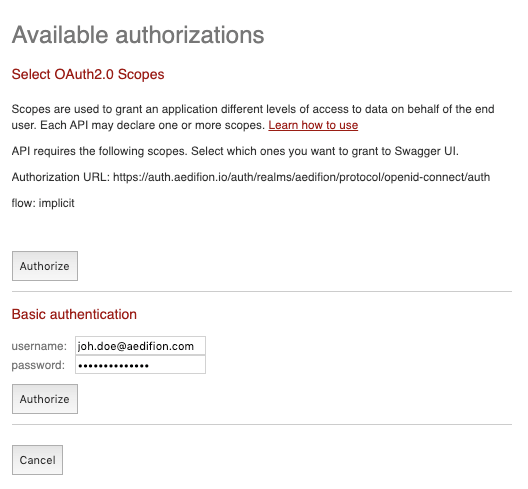 Available authorizations
Select OAuth2.0 Scopes
Scopes are used to grant an application different levels of access to data on behalf of the end
user. Each API may declare one or more scopes. Learn how to use
API requires the following scopes. Select which ones you want to grant to Swagger UI.
Authorization URL: https://auth.aedifion.io/auth/realms/aedifion/protocol/openid-connect/auth
flow: implicit
Authorize
Basic authentication
username: joh.doe@aedifion.com
password: ••••••••••••••
Authorize
Cancel